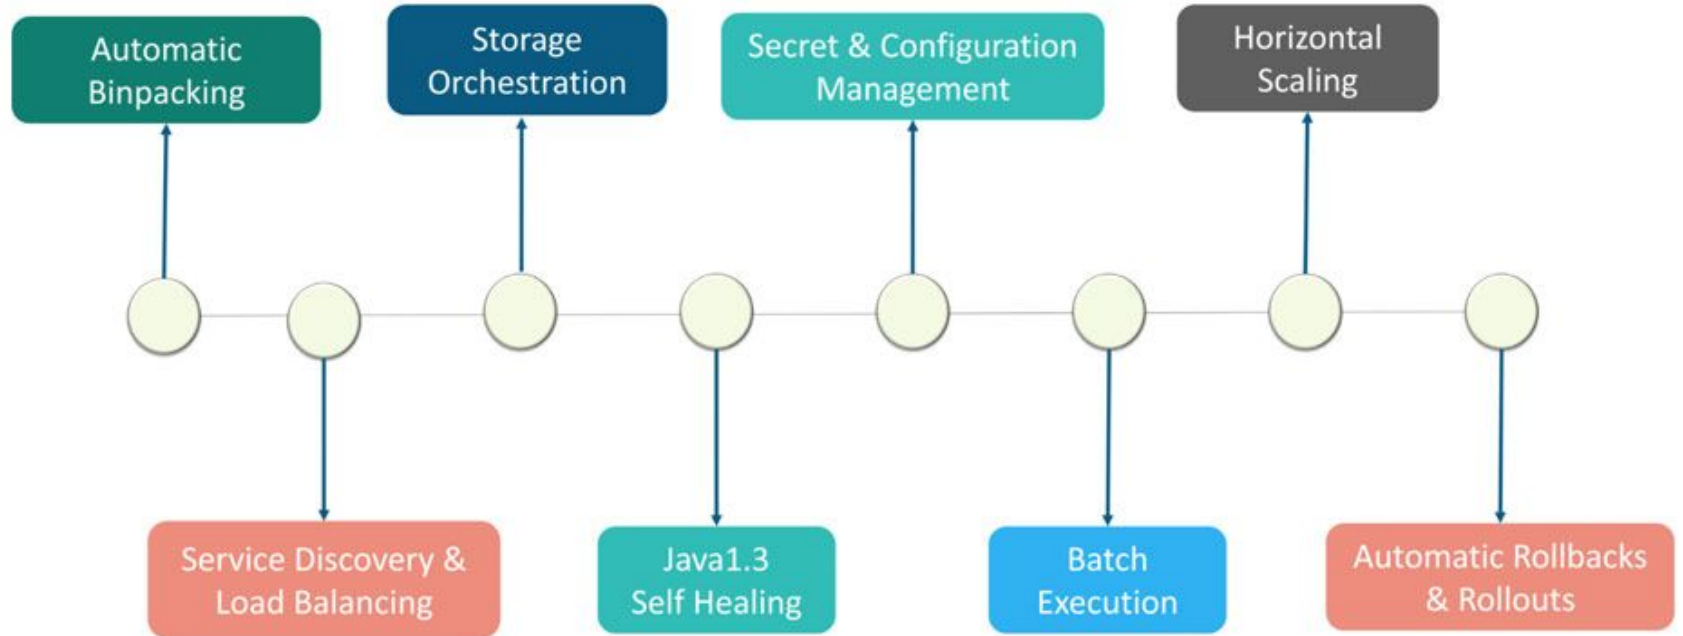 Automatic
Binpacking
Storage
Orchestration
Secret & Configuration
Management
Horizontal
Scaling
Service Discovery &
Load Balancing
Java1.3
Self Healing
Batch
Execution
Automatic Rollbacks
& Rollouts